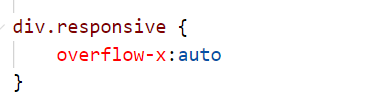 div.responsive {
    overflow-x:auto
}